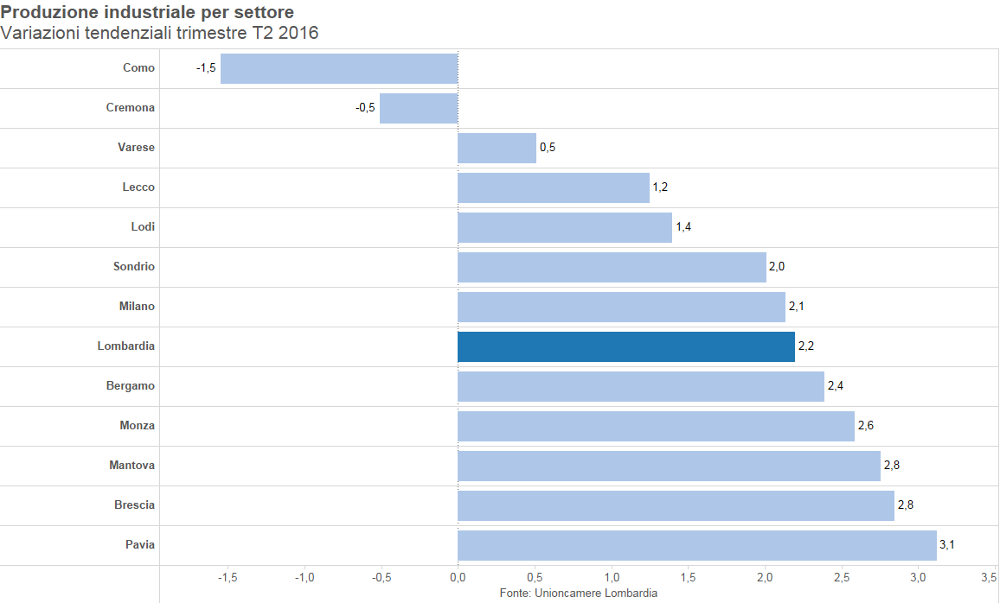 Produzione industriale per settore
Variazioni tendenziali trimestre T2 2016
Como -1,5
Cremona -0,5
Varese 0,5
Lecco 1,2
Lodi 1,4
Sondrio 2,0
Milano 2,1
Lombardia 2,2
Bergamo 2,4
Monza 2,6
Mantova 2,8
Brescia 2,8
Pavia 3,1
-1,5 -1,0 -0,5 0,0 0,5 1,0 1,5 2,0 2,5 3,0 3,5
Fonte: Unioncamere Lombardia